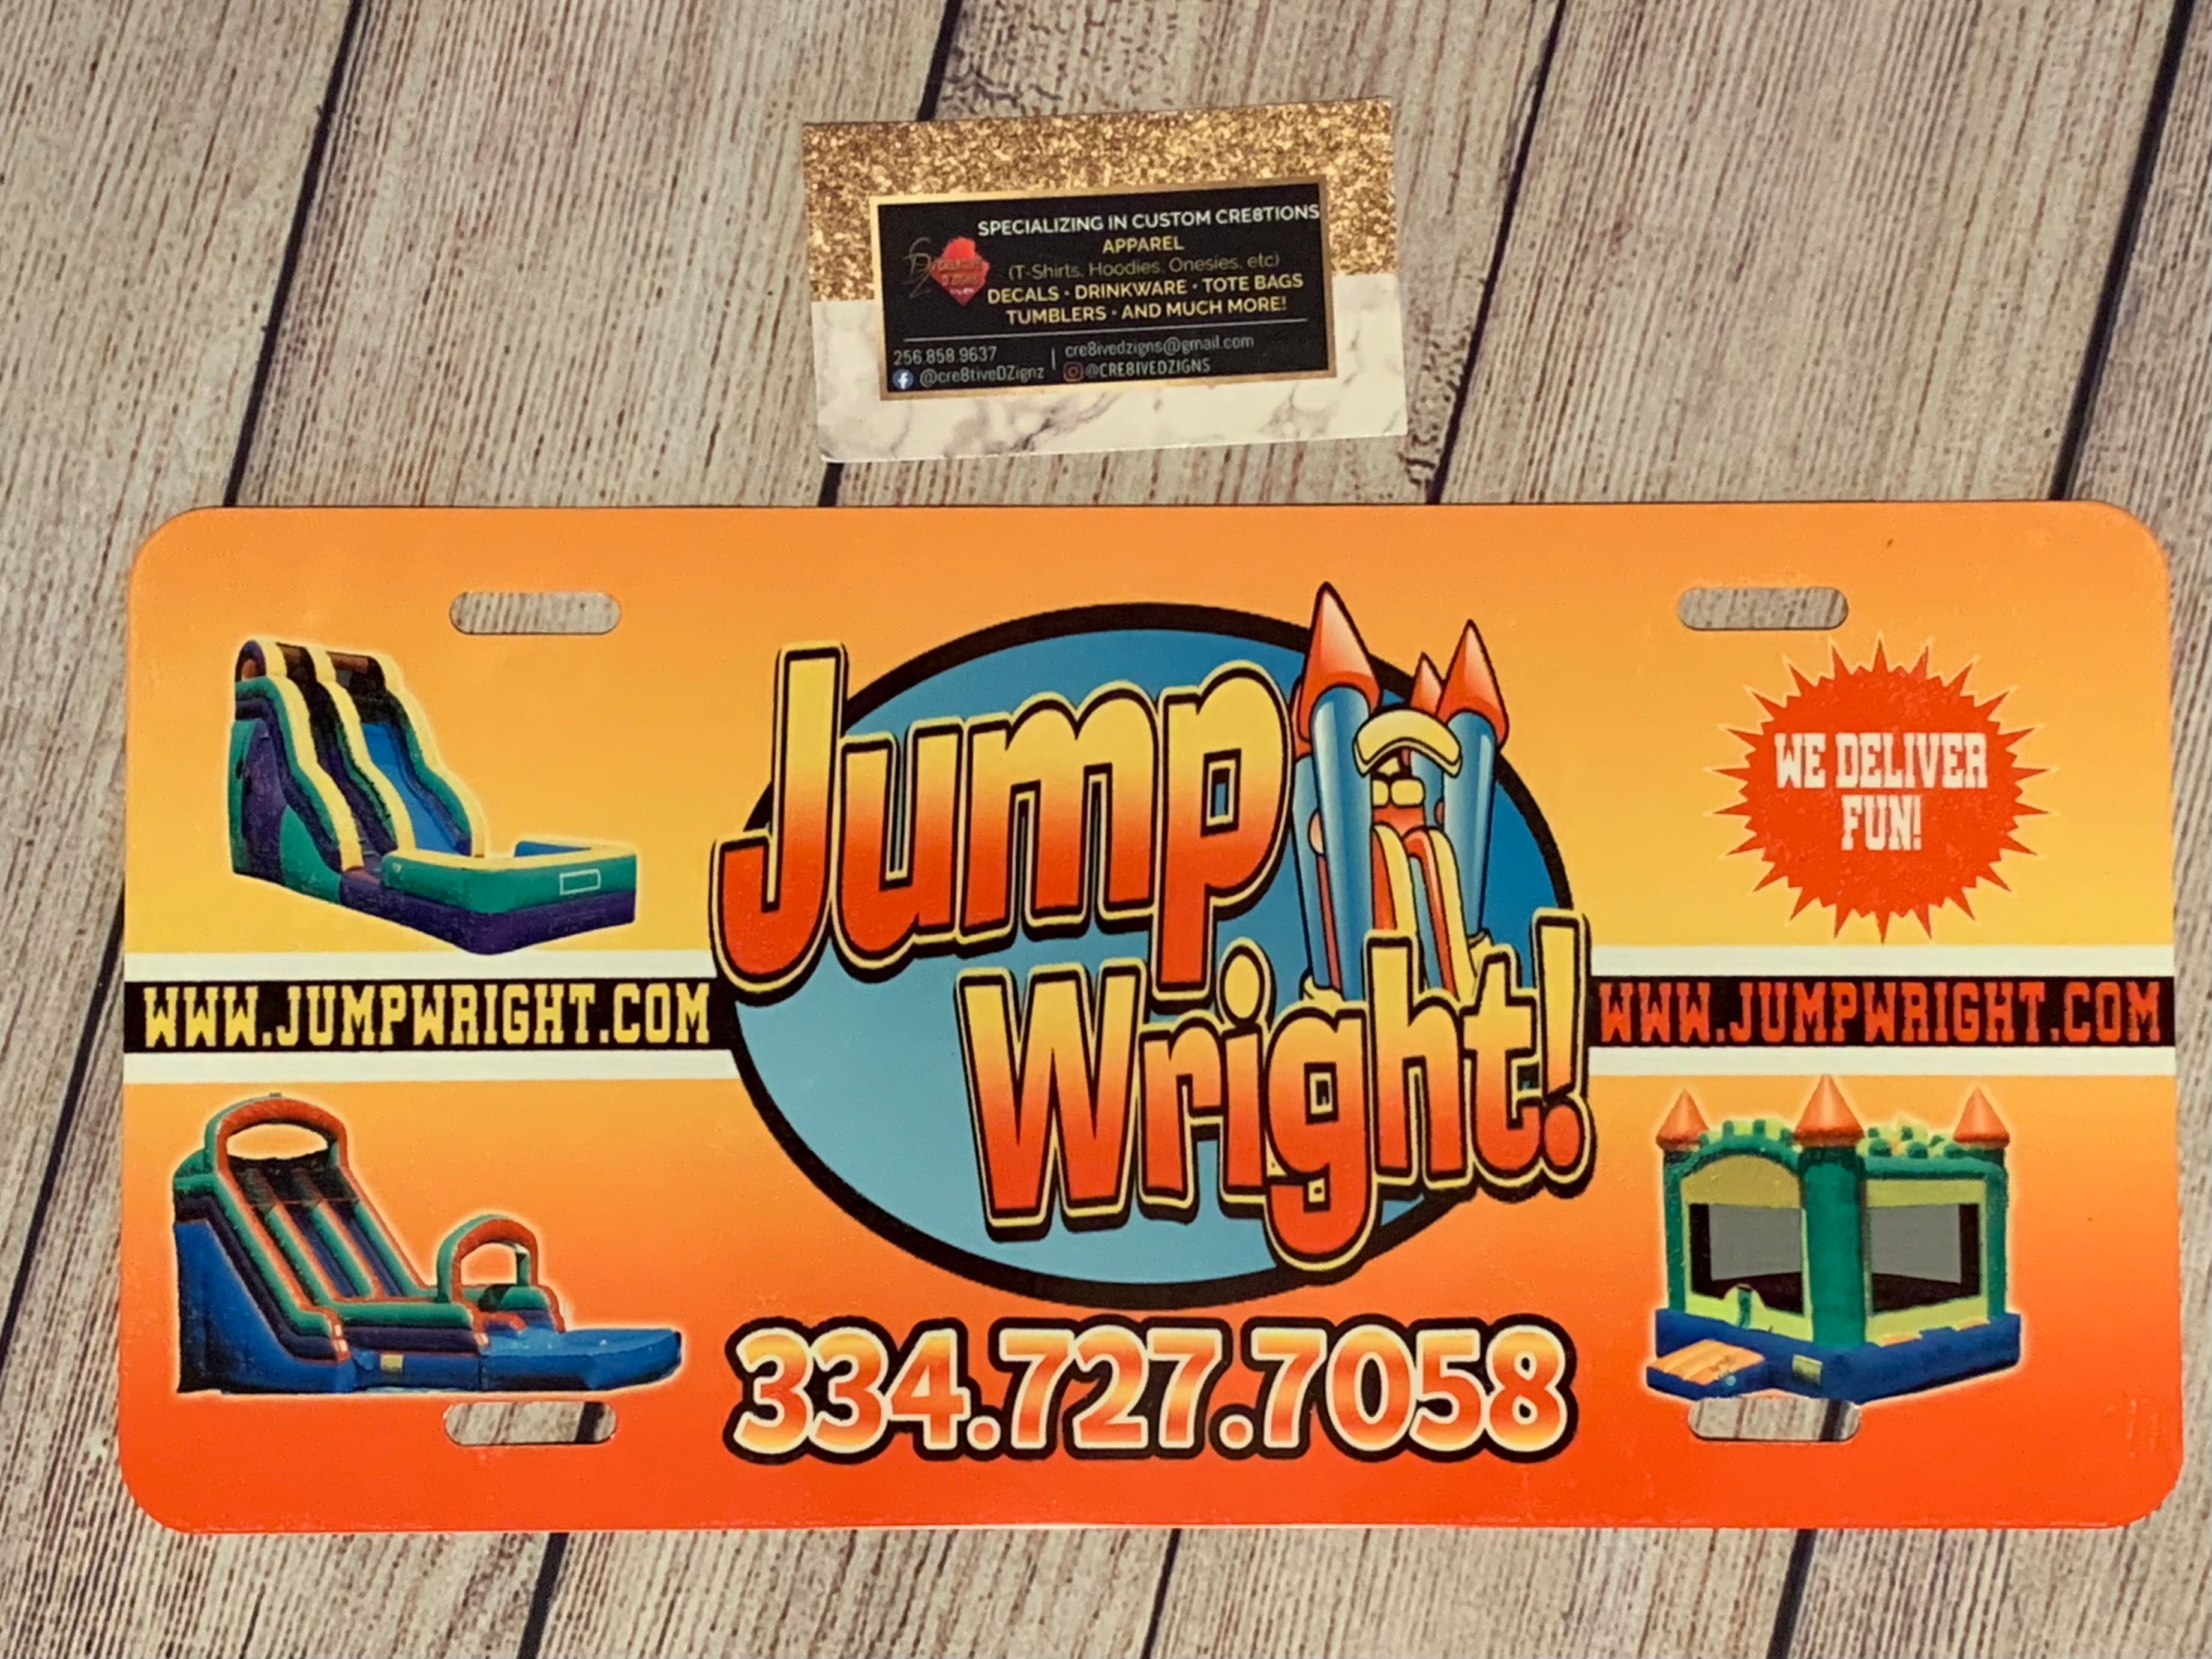 SPECIALIZING IN CUSTOM CRE8TIONS
APPAREL
(T-Shirts, Hoodies, Onesies, etc)
DECALS • DRINKWARE • TOTE BAGS
TUMBLERS • AND MUCH MORE!
256.858.9637
@cre8tiveDZignz
cre8ivedzigns@gmail.com
@CRE8IVEDZIGNS
Jump
Wright!
WE DELIVER
FUN!
WWW.JUMPWRIGHT.COM
WWW.JUMPWRIGHT.COM
334.727.7058